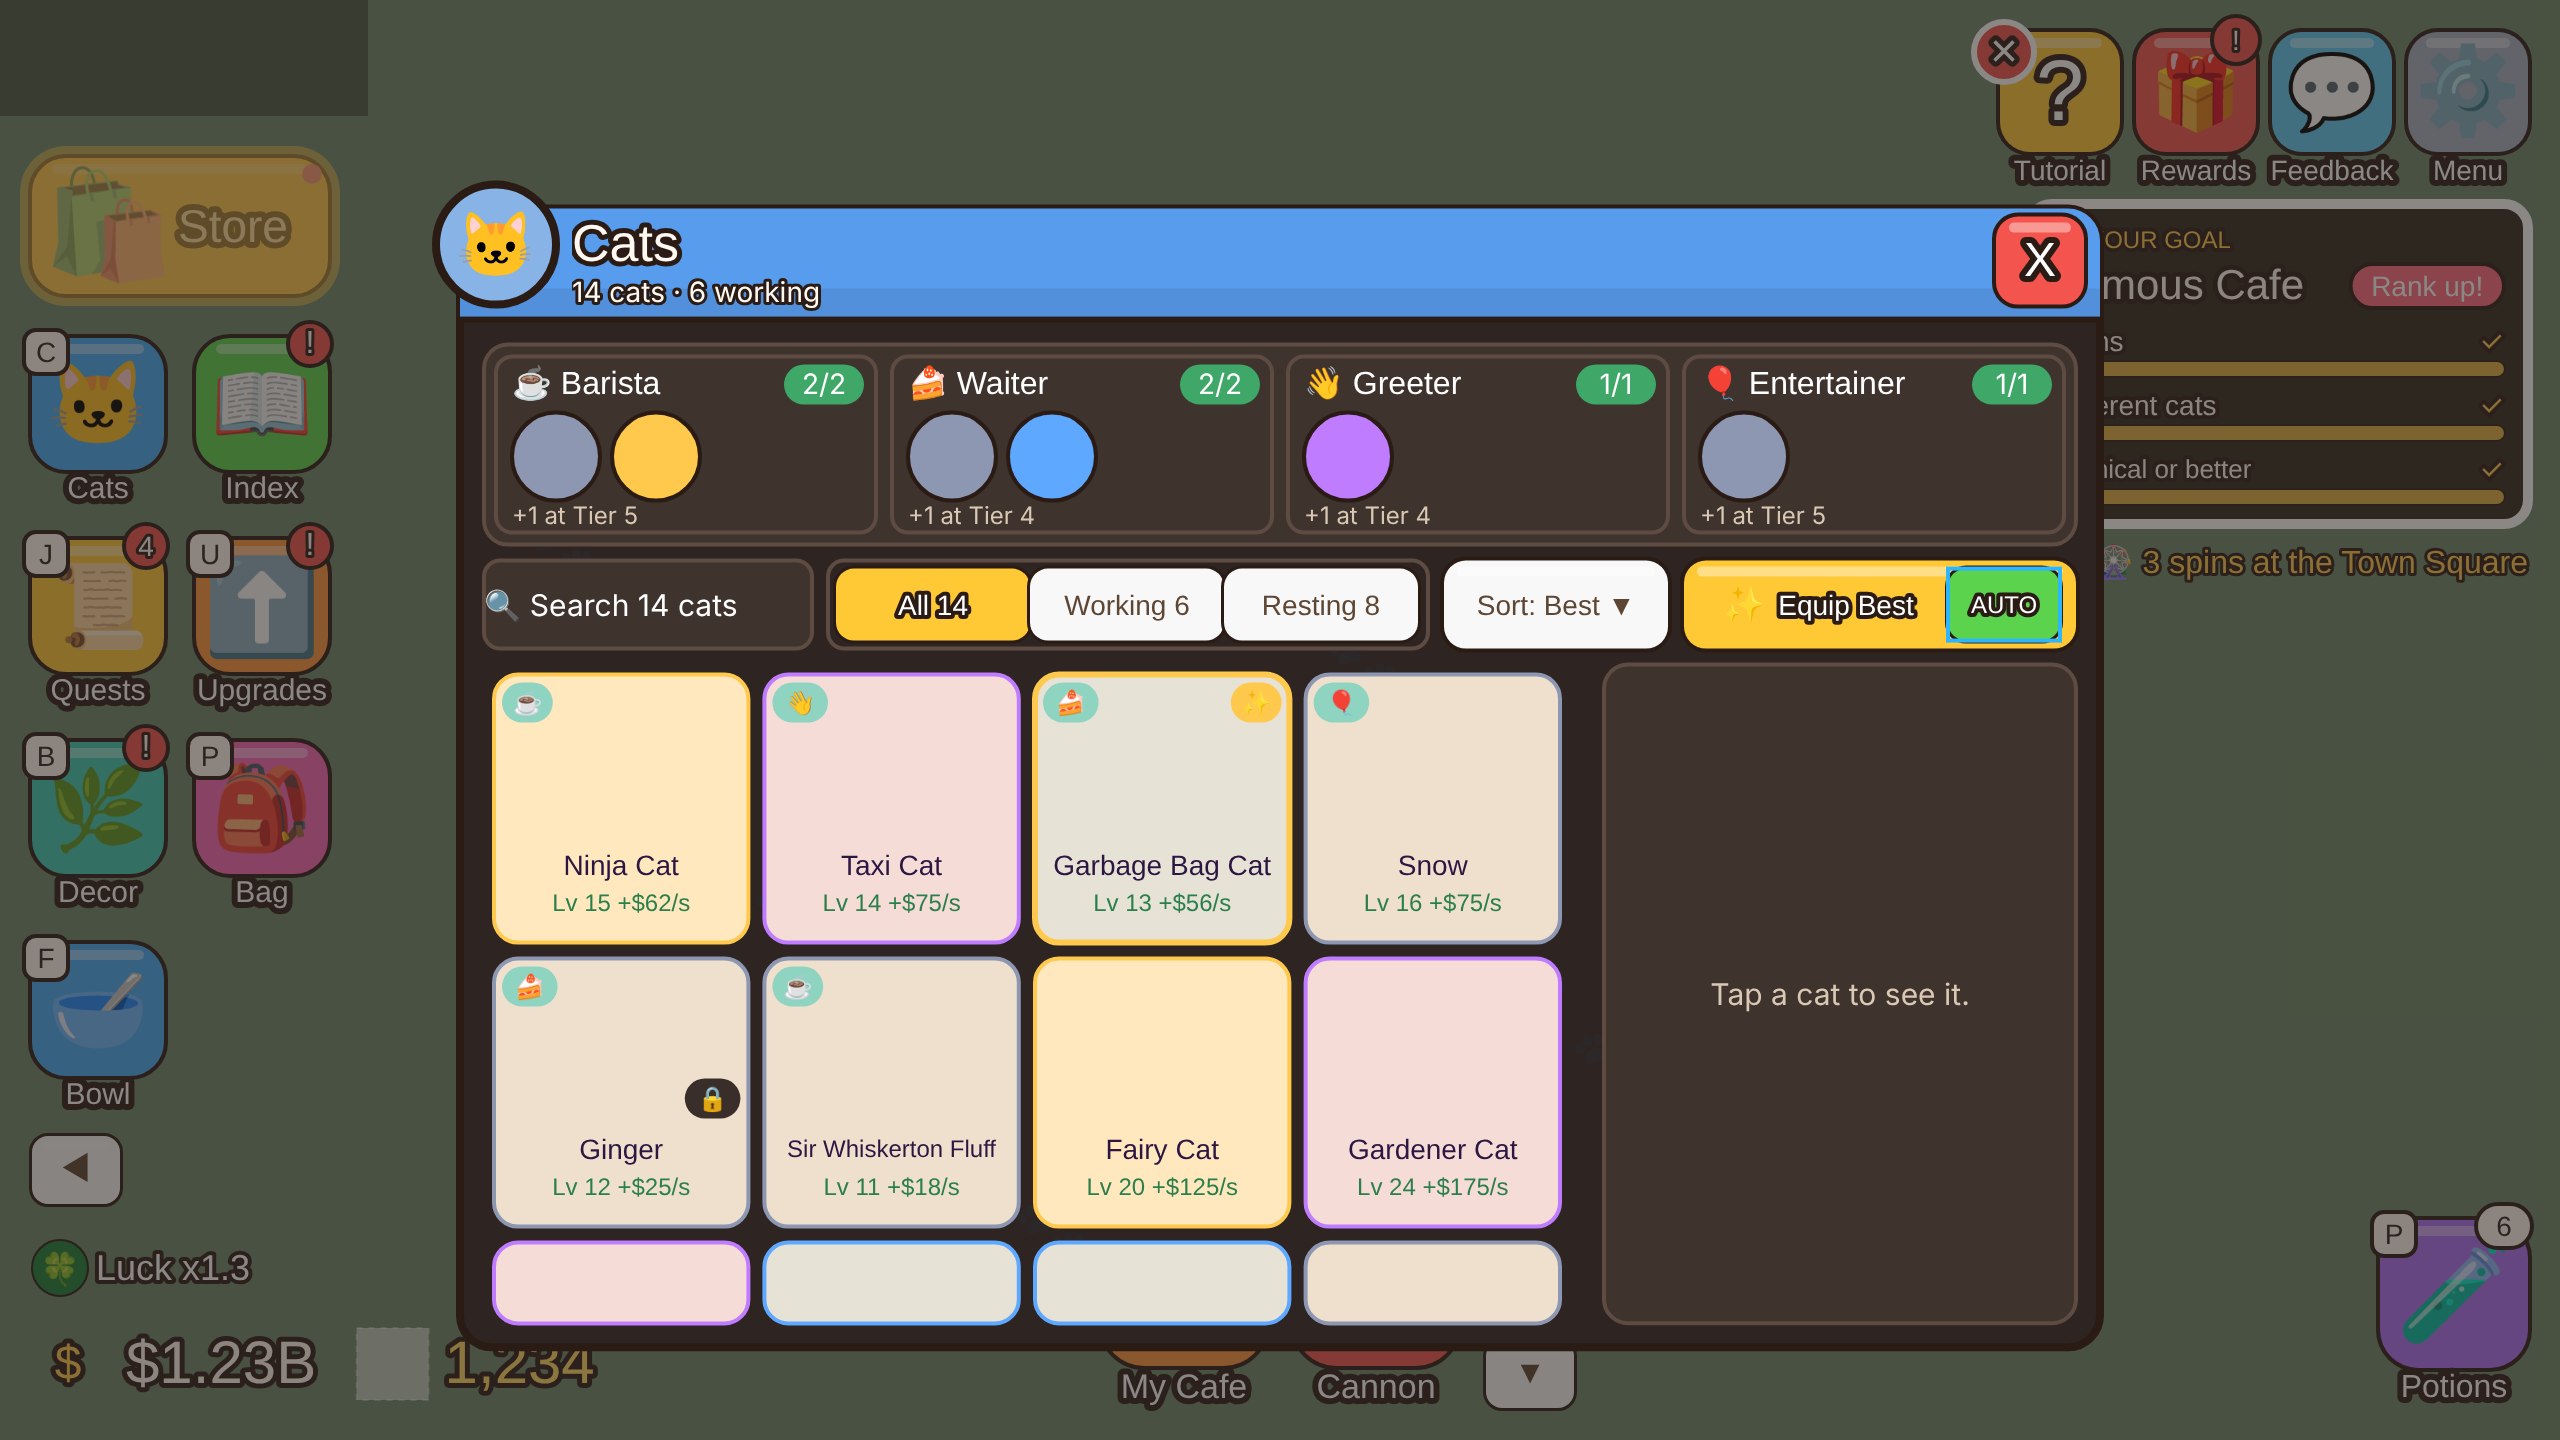 Store
C
Cats
!
Index
J
4
Quests
U
!
Upgrades
B
!
Decor
P
Bag
F
Bowl
Luck x1.3
$ $1.23B
1,234
?
Tutorial
!
Rewards
Feedback
Menu
OUR GOAL
mous Cafe
Rank up!
ns
erent cats
nical or better
3 spins at the Town Square
Cats
14 cats · 6 working
X
Barista 2/2
+1 at Tier 5
Waiter 2/2
+1 at Tier 4
Greeter 1/1
+1 at Tier 4
Entertainer 1/1
+1 at Tier 5
Search 14 cats
All 14
Working 6
Resting 8
Sort: Best ▼
Equip Best
AUTO
Ninja Cat
Lv 15 +$62/s
Taxi Cat
Lv 14 +$75/s
Garbage Bag Cat
Lv 13 +$56/s
Snow
Lv 16 +$75/s
Ginger
Lv 12 +$25/s
Sir Whiskerton Fluff
Lv 11 +$18/s
Fairy Cat
Lv 20 +$125/s
Gardener Cat
Lv 24 +$175/s
Tap a cat to see it.
My Cafe
Cannon
P
6
Potions